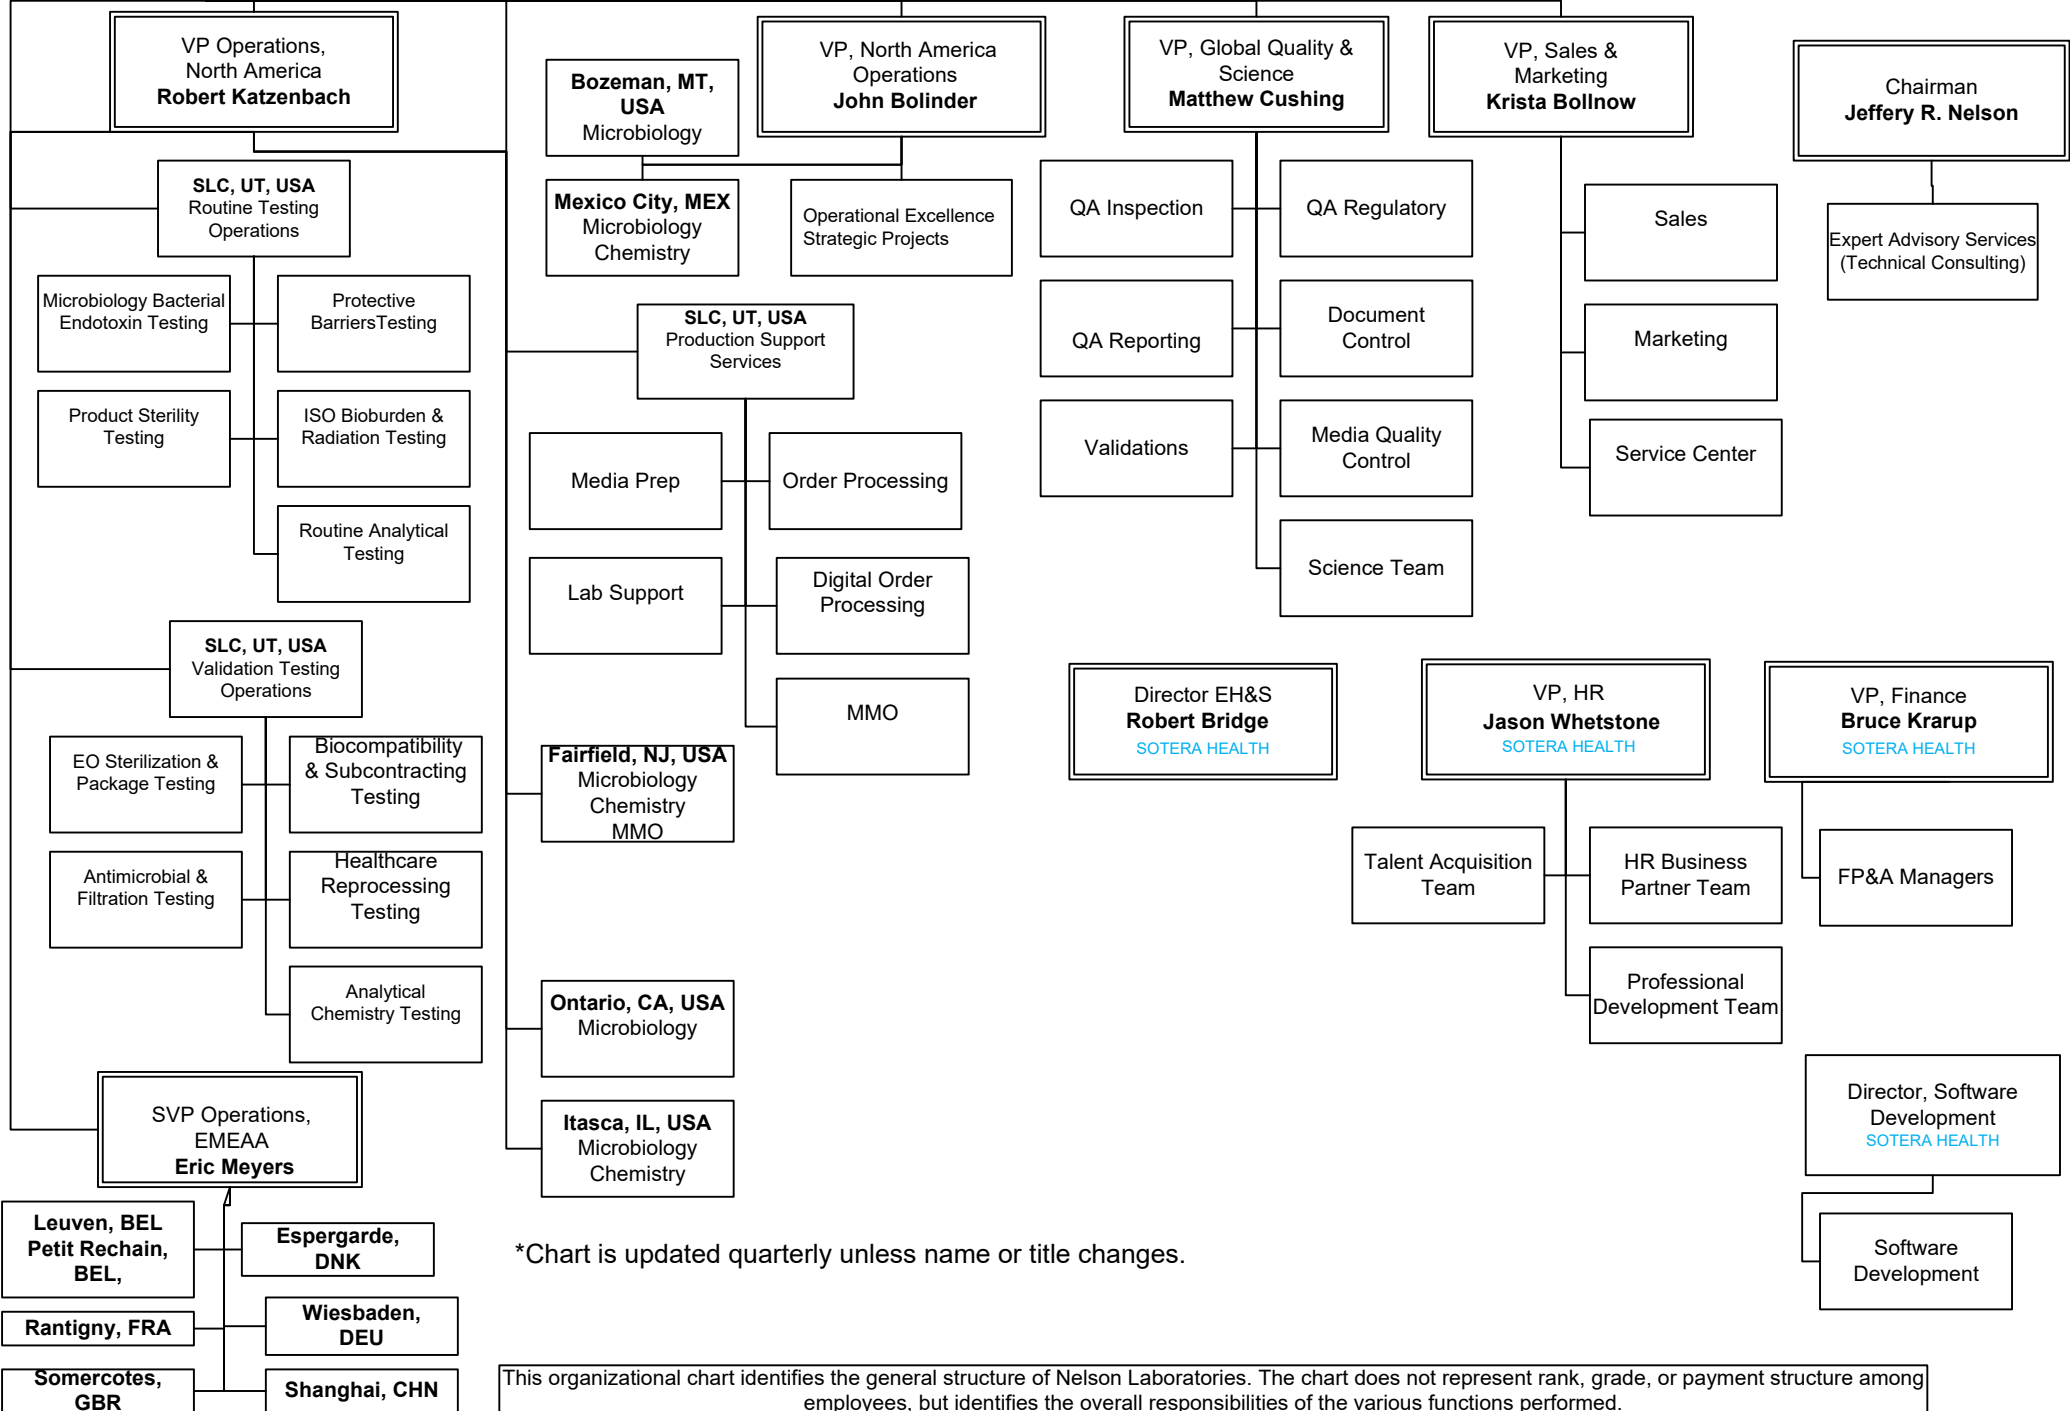 VP Operations,
North America
Robert Katzenbach
Bozeman, MT,
USA
Microbiology
VP, North America
Operations
John Bolinder
VP, Global Quality &
Science
Matthew Cushing
VP, Sales &
Marketing
Krista Bollnow
Chairman
Jeffery R. Nelson
SLC, UT, USA
Routine Testing
Operations
Mexico City, MEX
Microbiology
Chemistry
Operational Excellence
Strategic Projects
QA Inspection
QA Regulatory
Sales
Expert Advisory Services
(Technical Consulting)
Microbiology Bacterial
Endotoxin Testing
Protective
BarriersTesting
SLC, UT, USA
Production Support
Services
QA Reporting
Document
Control
Marketing
Product Sterility
Testing
ISO Bioburden &
Radiation Testing
Media Prep
Order Processing
Validations
Media Quality
Control
Service Center
Routine Analytical
Testing
Lab Support
Digital Order
Processing
Science Team
SLC, UT, USA
Validation Testing
Operations
MMO
Director EH&S
Robert Bridge
SOTERA HEALTH
VP, HR
Jason Whetstone
SOTERA HEALTH
VP, Finance
Bruce Krarup
SOTERA HEALTH
EO Sterilization &
Package Testing
Biocompatibility
& Subcontracting
Testing
Fairfield, NJ, USA
Microbiology
Chemistry
MMO
Talent Acquisition
Team
HR Business
Partner Team
FP&A Managers
Antimicrobial &
Filtration Testing
Healthcare
Reprocessing
Testing
Analytical
Chemistry Testing
Ontario, CA, USA
Microbiology
Professional
Development Team
SVP Operations,
EMEAA
Eric Meyers
Itasca, IL, USA
Microbiology
Chemistry
Director, Software
Development
SOTERA HEALTH
Leuven, BEL
Petit Rechain,
BEL,
Espergarde,
DNK
*Chart is updated quarterly unless name or title changes.
Software
Development
Rantigny, FRA
Wiesbaden,
DEU
Somercotes,
GBR
Shanghai, CHN
This organizational chart identifies the general structure of Nelson Laboratories. The chart does not represent rank, grade, or payment structure among
employees, but identifies the overall responsibilities of the various functions performed.